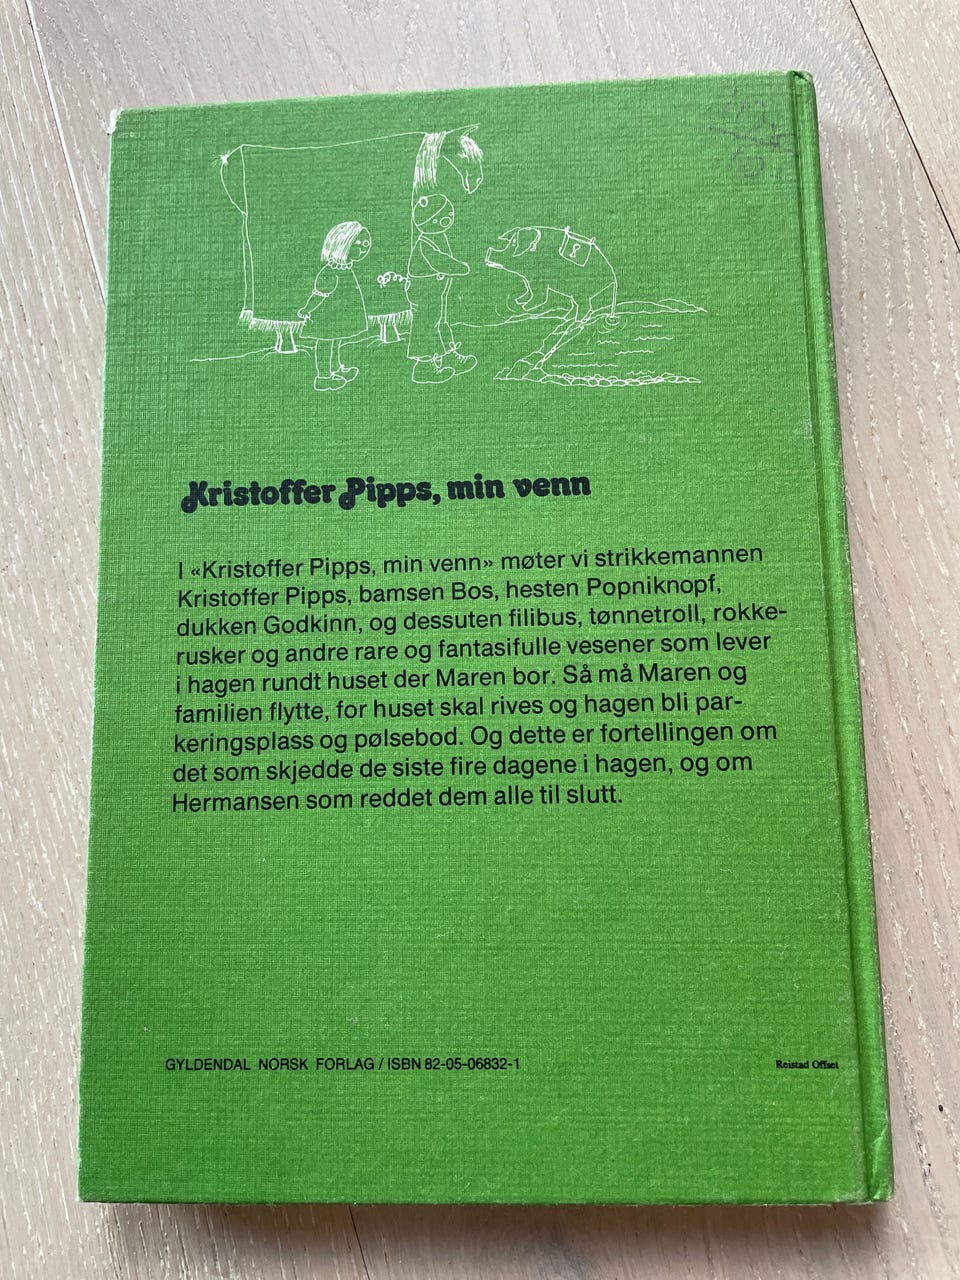 Kristoffer Pipps, min venn
I «Kristoffer Pipps, min venn» møter vi strikkemannen
Kristoffer Pipps, bamsen Bos, hesten Popniknopf,
dukken Godkinn, og dessuten filibus, tønnetroll, rokke-
rusker og andre rare og fantasifulle vesener som lever
i hagen rundt huset der Maren bor. Så må Maren og
familien flytte, for huset skal rives og hagen bli par-
keringsplass og pølsebod. Og dette er fortellingen om
det som skjedde de siste fire dagene i hagen, og om
Hermansen som reddet dem alle til slutt.
GYLDENDAL NORSK FORLAG / ISBN 82-05-06832-1
Reistad Offset